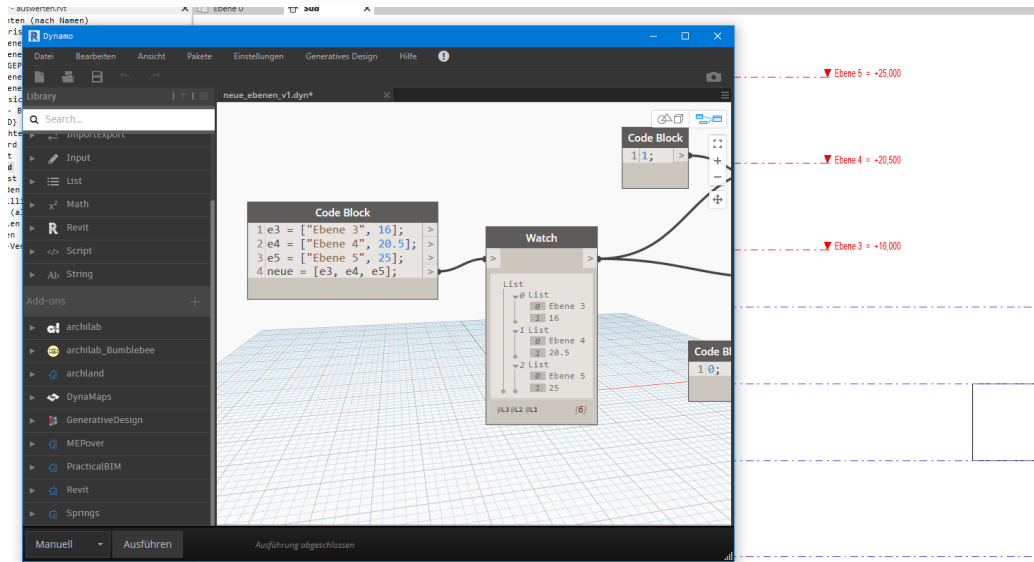 - auswerten.rvt
Ebene 0
Süd
nten (nach Namen)
Dynamo
Datei Bearbeiten Ansicht Pakete Einstellungen Generatives Design Hilfe
Library
neue_ebenen_v1.dyn*
Search...
ImportExport
Input
List
Math
Revit
Script
String
Add-ons
archilab
archilab_Bumblebee
archland
DynaMaps
GenerativeDesign
MEPover
PracticalBIM
Revit
Springs
Manuell
Ausführen
Ausführung abgeschlossen
Code Block
1 e3 = ["Ebene 3", 16]; >
2 e4 = ["Ebene 4", 20.5]; >
3 e5 = ["Ebene 5", 25]; >
4 neue = [e3, e4, e5]; >
Watch
> >
List
0 List
0 Ebene 3
1 16
1 List
0 Ebene 4
1 20.5
2 List
0 Ebene 5
1 25
@L3 @L2 @L1 {6}
Code Block
1 1; >
Code Bl
1 0;
Ebene 5 = +25,000
Ebene 4 = +20,500
Ebene 3 = +16,000